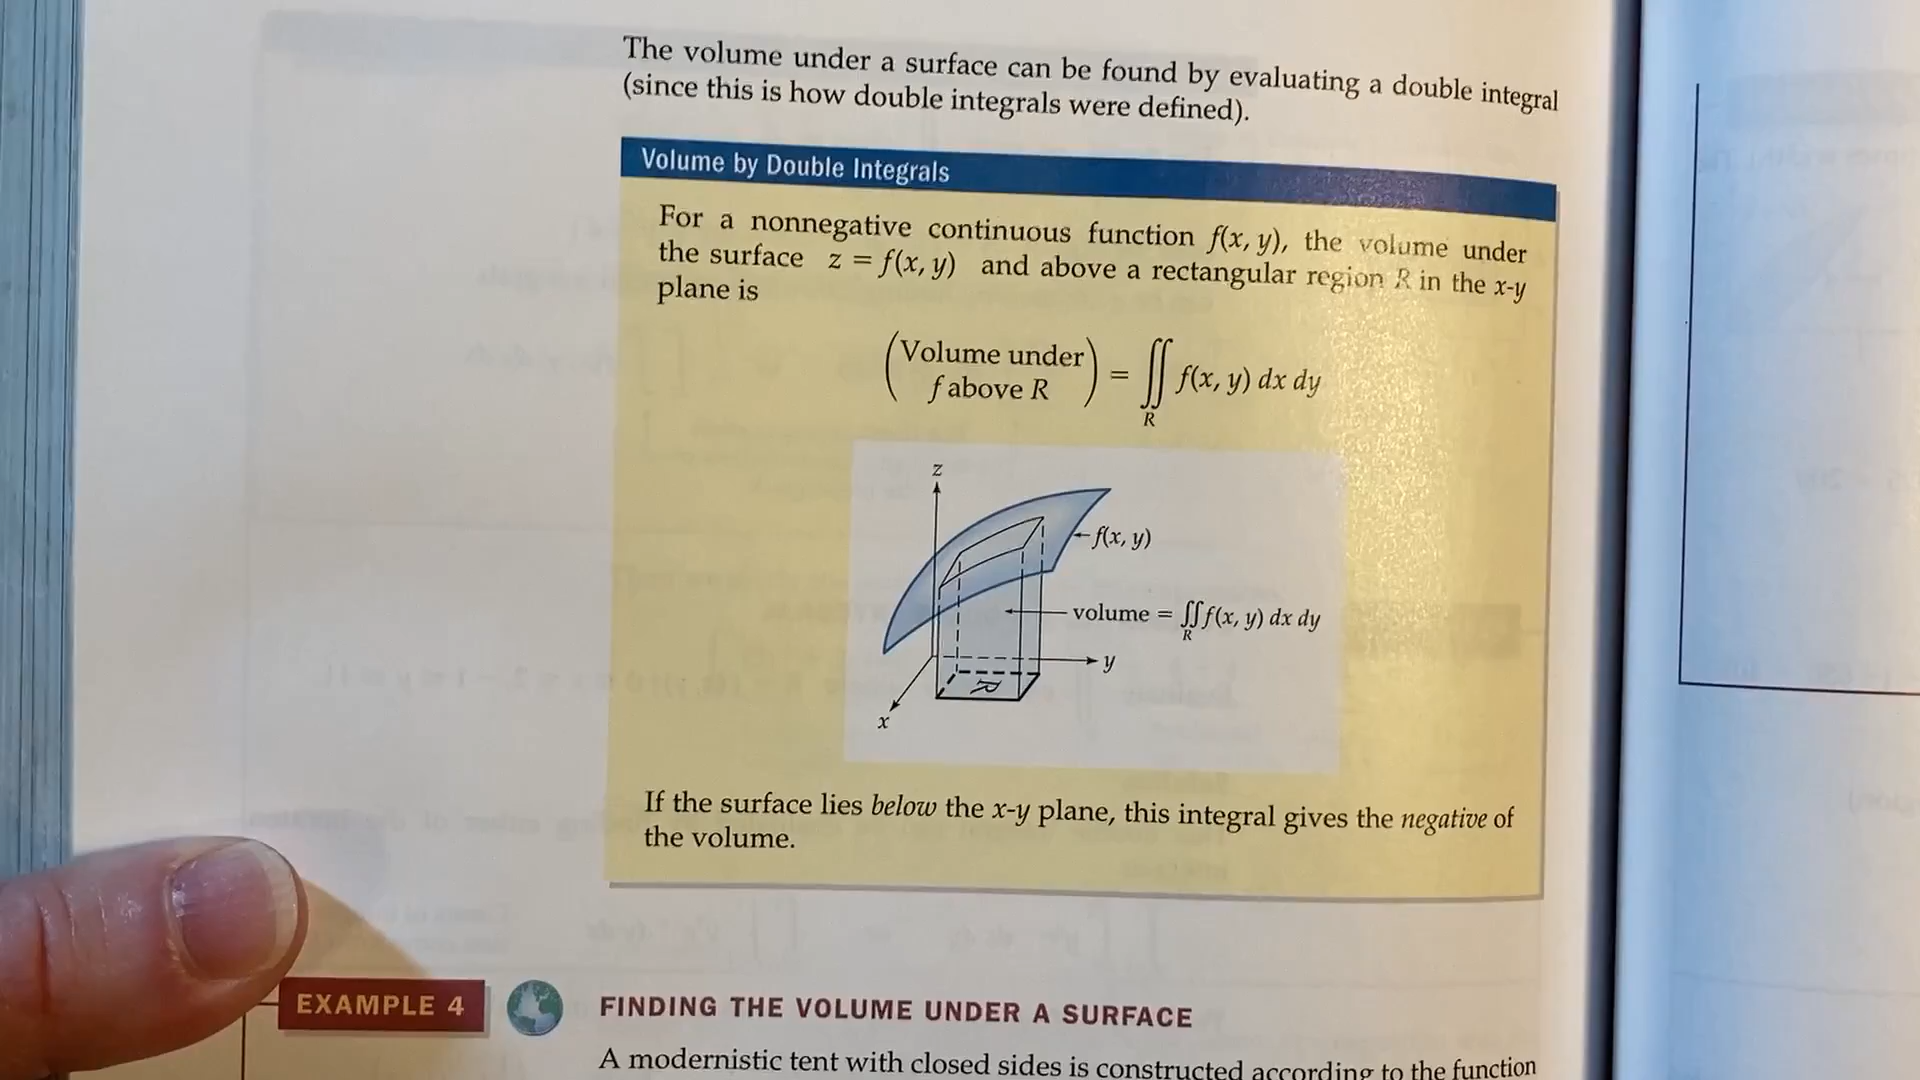 The volume under a surface can be found by evaluating a double integral
(since this is how double integrals were defined).
Volume by Double Integrals
For a nonnegative continuous function f(x, y), the volume under
the surface z = f(x, y) and above a rectangular region R in the x-y
plane is
(Volume under f above R) = ∬_R f(x, y) dx dy
z
f(x, y)
volume = ∬_R f(x, y) dx dy
y
R
x
If the surface lies below the x-y plane, this integral gives the negative of
the volume.
EXAMPLE 4 FINDING THE VOLUME UNDER A SURFACE
A modernistic tent with closed sides is constructed according to the function